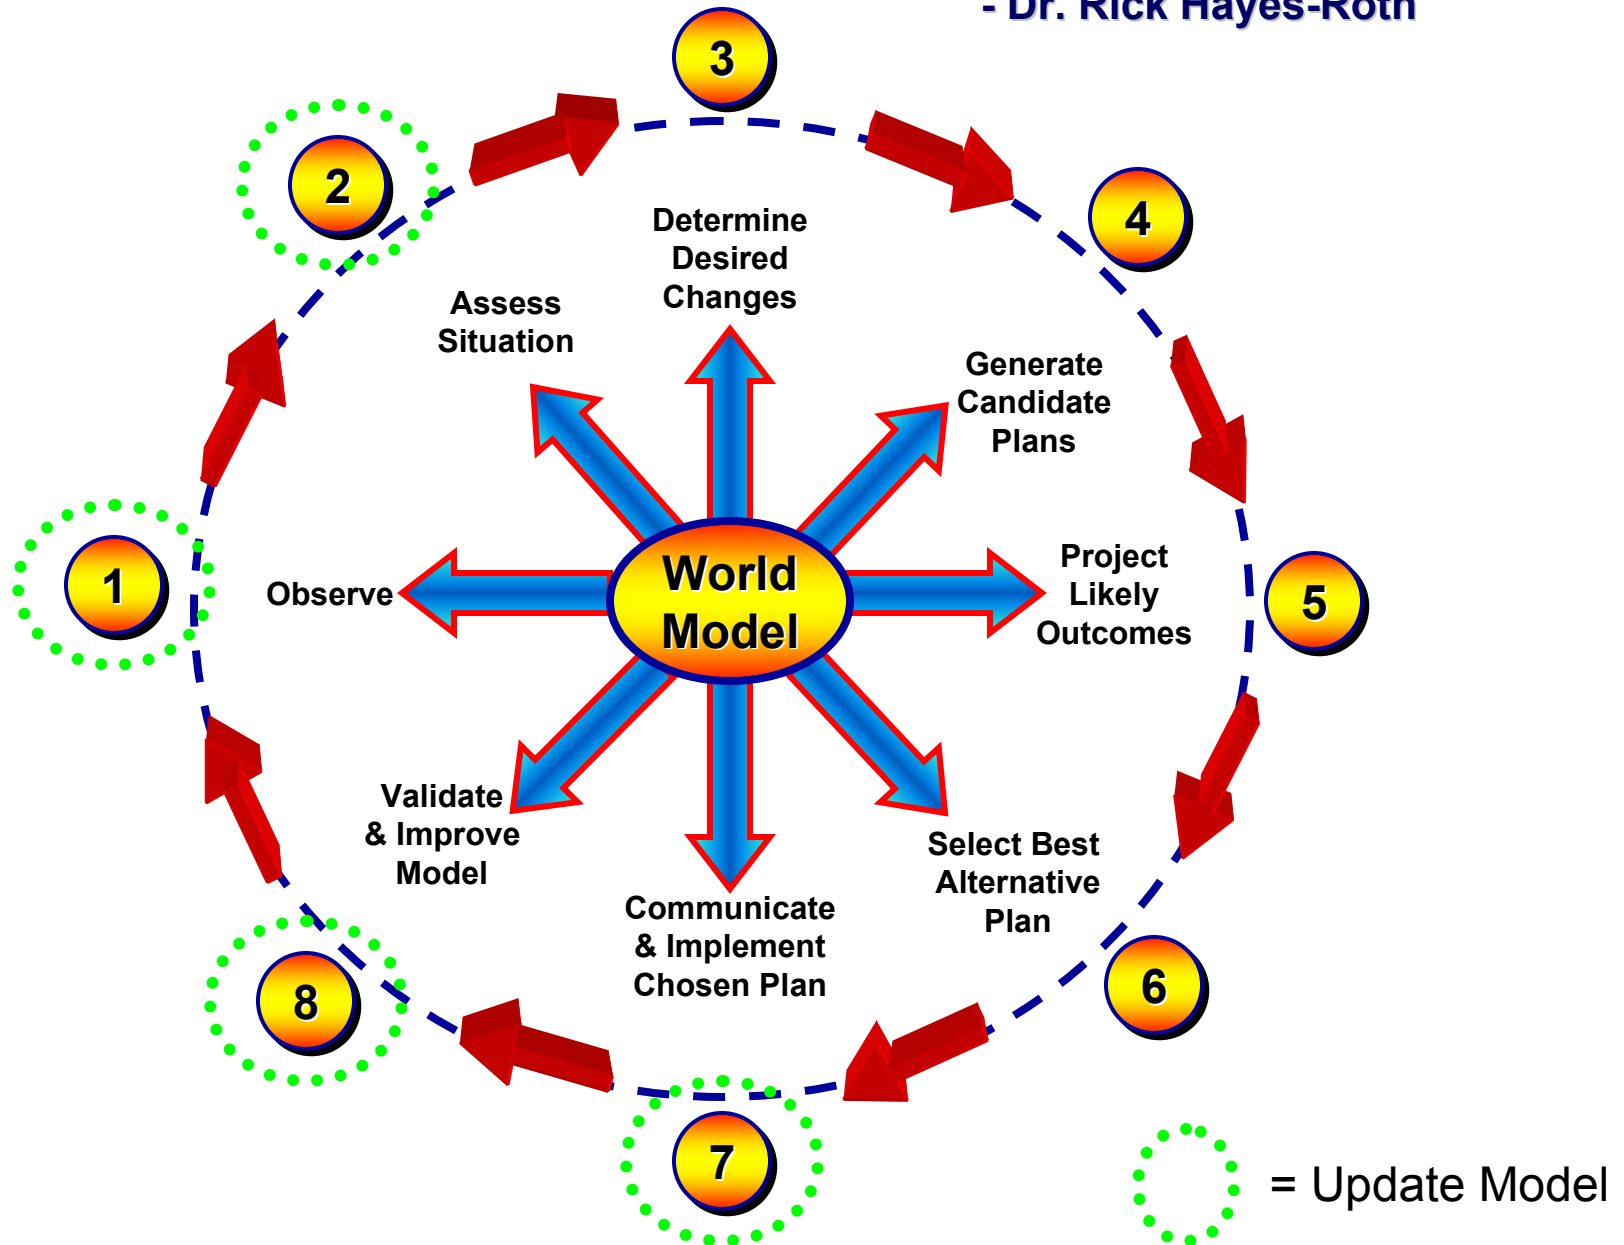 - Dr. Rick Hayes-Roth
3
2
4
Determine
Desired
Changes
Assess
Situation
Generate
Candidate
Plans
1
Observe
World
Model
Project
Likely
Outcomes
5
Validate
& Improve
Model
Select Best
Alternative
Plan
Communicate
& Implement
Chosen Plan
8
6
7
= Update Model